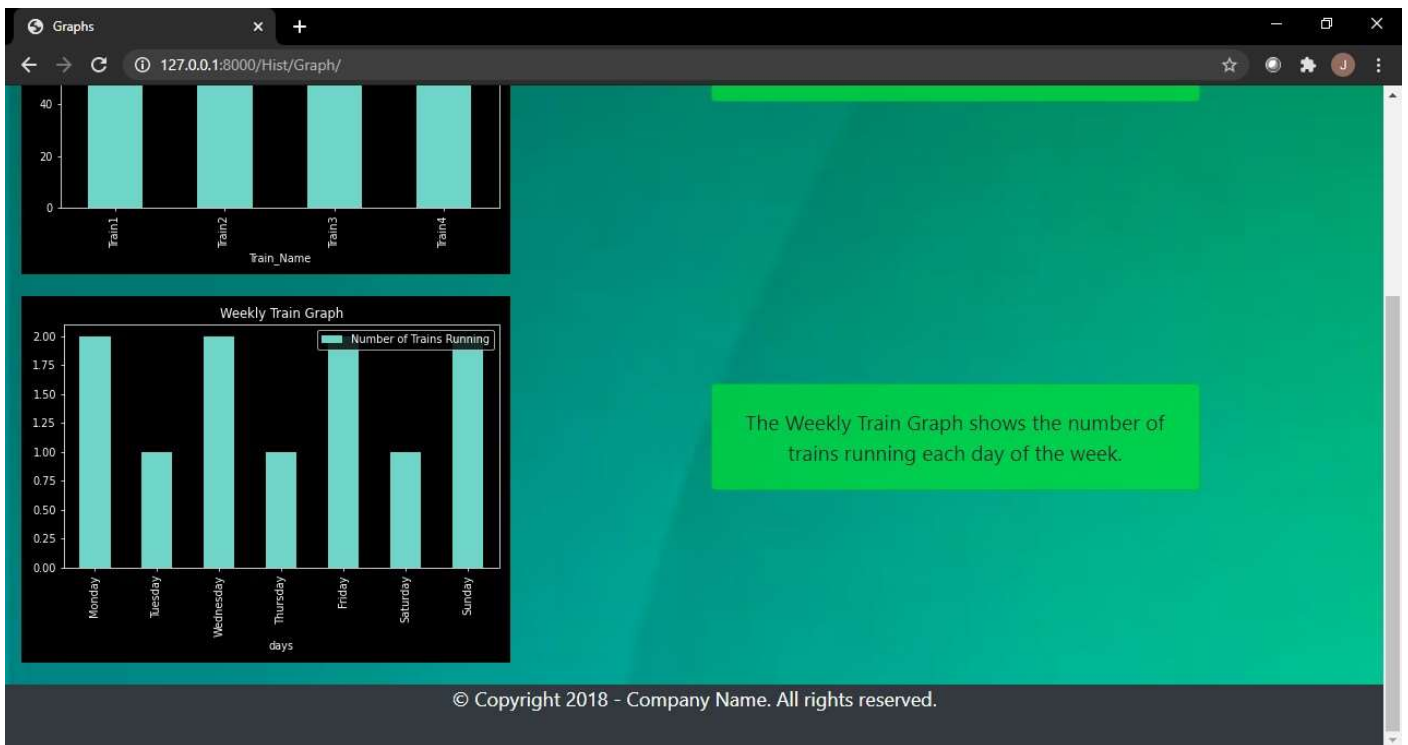 Graphs
127.0.0.1:8000/Hist/Graph/
J
40
20
0
Train1 Train2 Train3 Train4
Train_Name
Weekly Train Graph
Number of Trains Running
2.00
1.75
1.50
1.25
1.00
0.75
0.50
0.25
0.00
Monday Tuesday Wednesday Thursday Friday Saturday Sunday
days
The Weekly Train Graph shows the number of
trains running each day of the week.
© Copyright 2018 - Company Name. All rights reserved.